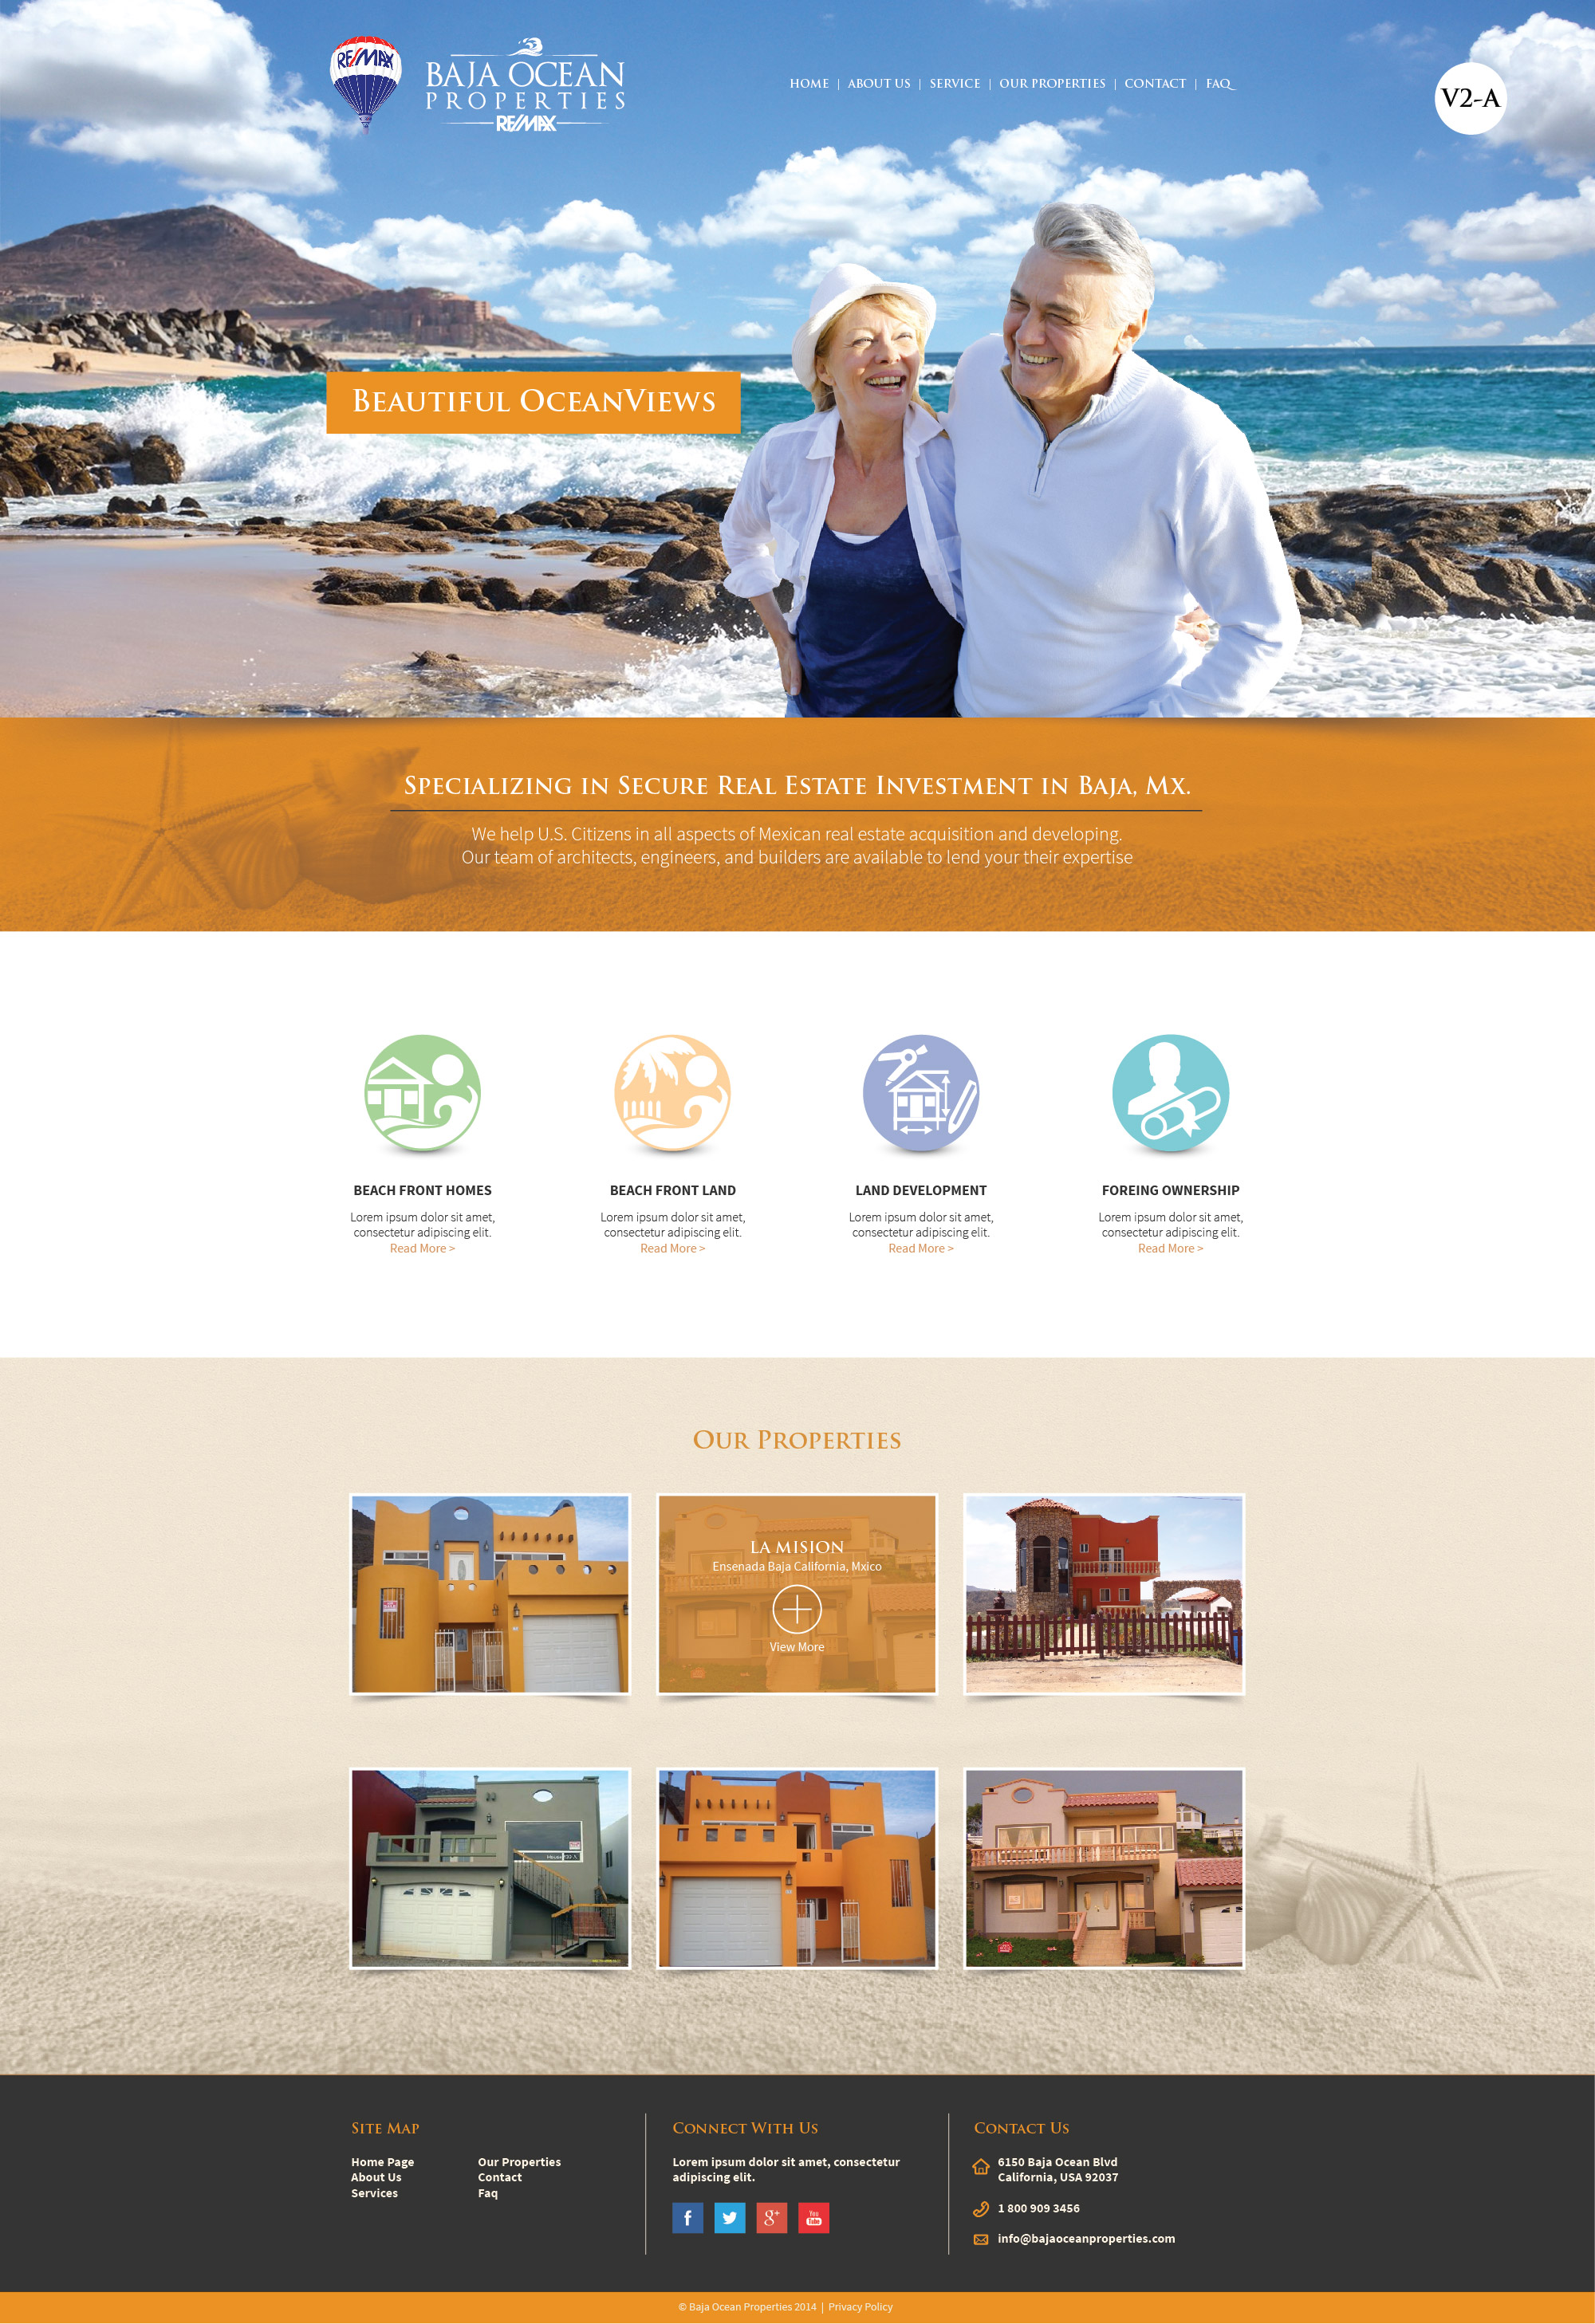 RE/MAX
BAJA OCEAN
PROPERTIES
RE/MAX
HOME | ABOUT US | SERVICE | OUR PROPERTIES | CONTACT | FAQ
V2-A
Beautiful OceanViews
Specializing in Secure Real Estate Investment in Baja, Mx.
We help U.S. Citizens in all aspects of Mexican real estate acquisition and developing.
Our team of architects, engineers, and builders are available to lend your their expertise
BEACH FRONT HOMES
Lorem ipsum dolor sit amet,
consectetur adipiscing elit.
Read More >
BEACH FRONT LAND
Lorem ipsum dolor sit amet,
consectetur adipiscing elit.
Read More >
LAND DEVELOPMENT
Lorem ipsum dolor sit amet,
consectetur adipiscing elit.
Read More >
FOREING OWNERSHIP
Lorem ipsum dolor sit amet,
consectetur adipiscing elit.
Read More >
Our Properties
LA MISION
Ensenada Baja California, Mxico
View More
Site Map
Home Page
About Us
Services
Our Properties
Contact
Faq
Connect With Us
Lorem ipsum dolor sit amet, consectetur
adipiscing elit.
f
g+
You
Tube
Contact Us
6150 Baja Ocean Blvd
California, USA 92037
1 800 909 3456
info@bajaoceanproperties.com
© Baja Ocean Properties 2014 | Privacy Policy